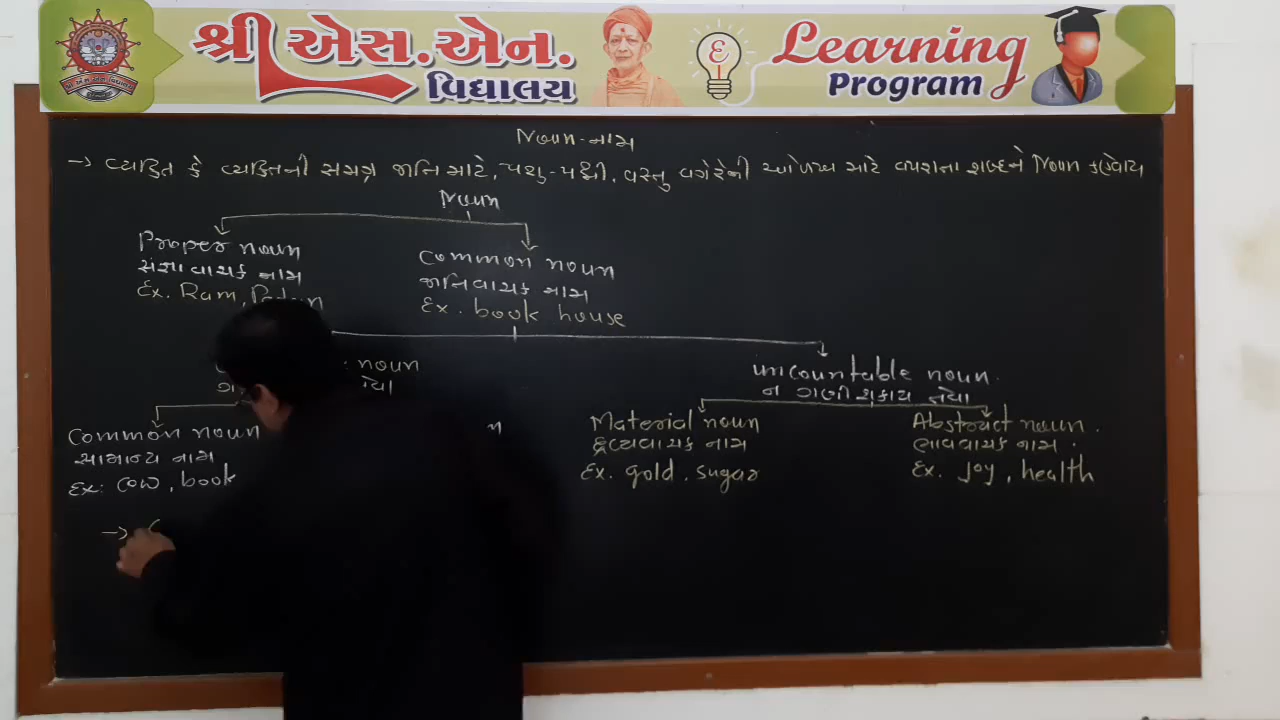 શ્રી એસ.એન.
વિદ્યાલય
Learning
Program
Noun-નામ
→ વ્યક્તિ કે વ્યક્તિની સમગ્ર જાતિ માટે, પશુ-પક્ષી, વસ્તુ વગેરેની ઓળખ માટે વપરાતા શબ્દને Noun કહેવાય
Noun
Proper noun
સંજ્ઞાવાચક નામ
Ex. Ram,
Common noun
જાતિવાચક નામ
Ex. book house
noun
uncountable noun.
ન ગણી શકાય તેવા
Common noun
સામાન્ય નામ
Ex: cow, book
Material noun
દ્રવ્યવાચક નામ
Ex. gold. sugar
Abstract noun.
ભાવવાચક નામ.
Ex. Joy, health
→